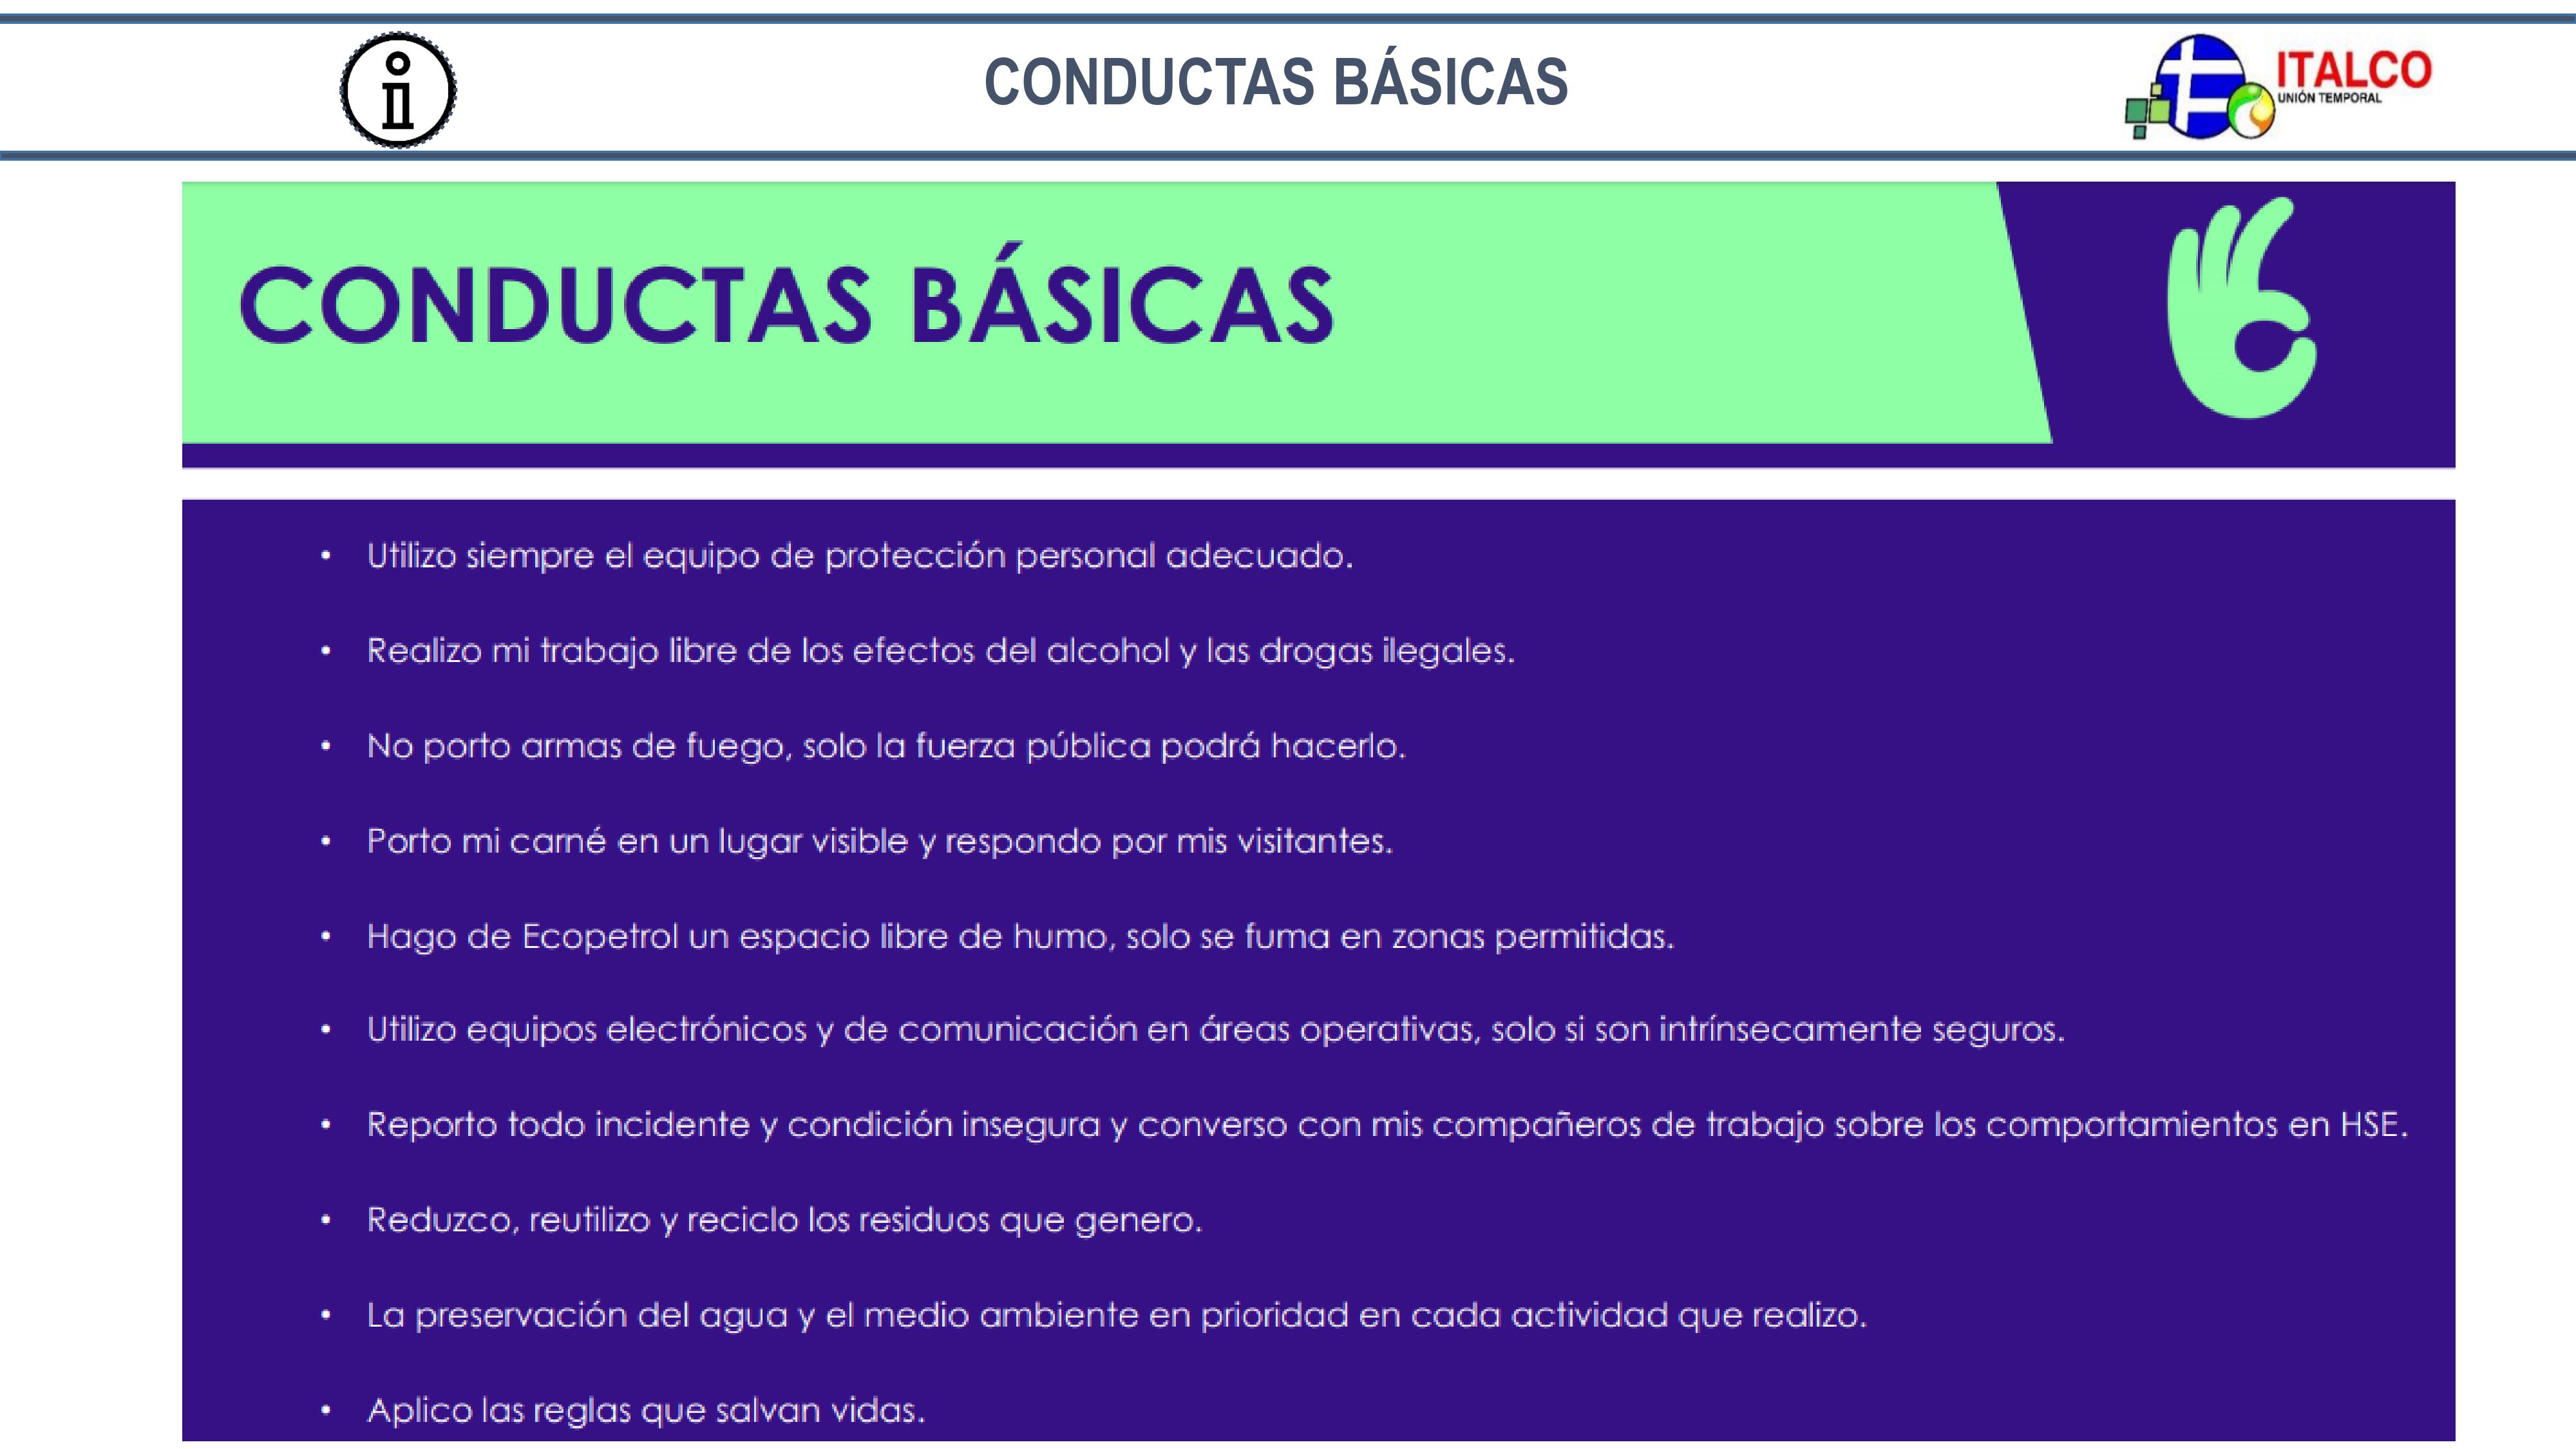 CONDUCTAS BÁSICAS
ITALCO
UNIÓN TEMPORAL
CONDUCTAS BÁSICAS
• Utilizo siempre el equipo de protección personal adecuado.
• Realizo mi trabajo libre de los efectos del alcohol y las drogas ilegales.
• No porto armas de fuego, solo la fuerza pública podrá hacerlo.
• Porto mi carné en un lugar visible y respondo por mis visitantes.
• Hago de Ecopetrol un espacio libre de humo, solo se fuma en zonas permitidas.
• Utilizo equipos electrónicos y de comunicación en áreas operativas, solo si son intrínsecamente seguros.
• Reporto todo incidente y condición insegura y converso con mis compañeros de trabajo sobre los comportamientos en HSE.
• Reduzco, reutilizo y reciclo los residuos que genero.
• La preservación del agua y el medio ambiente en prioridad en cada actividad que realizo.
• Aplico las reglas que salvan vidas.